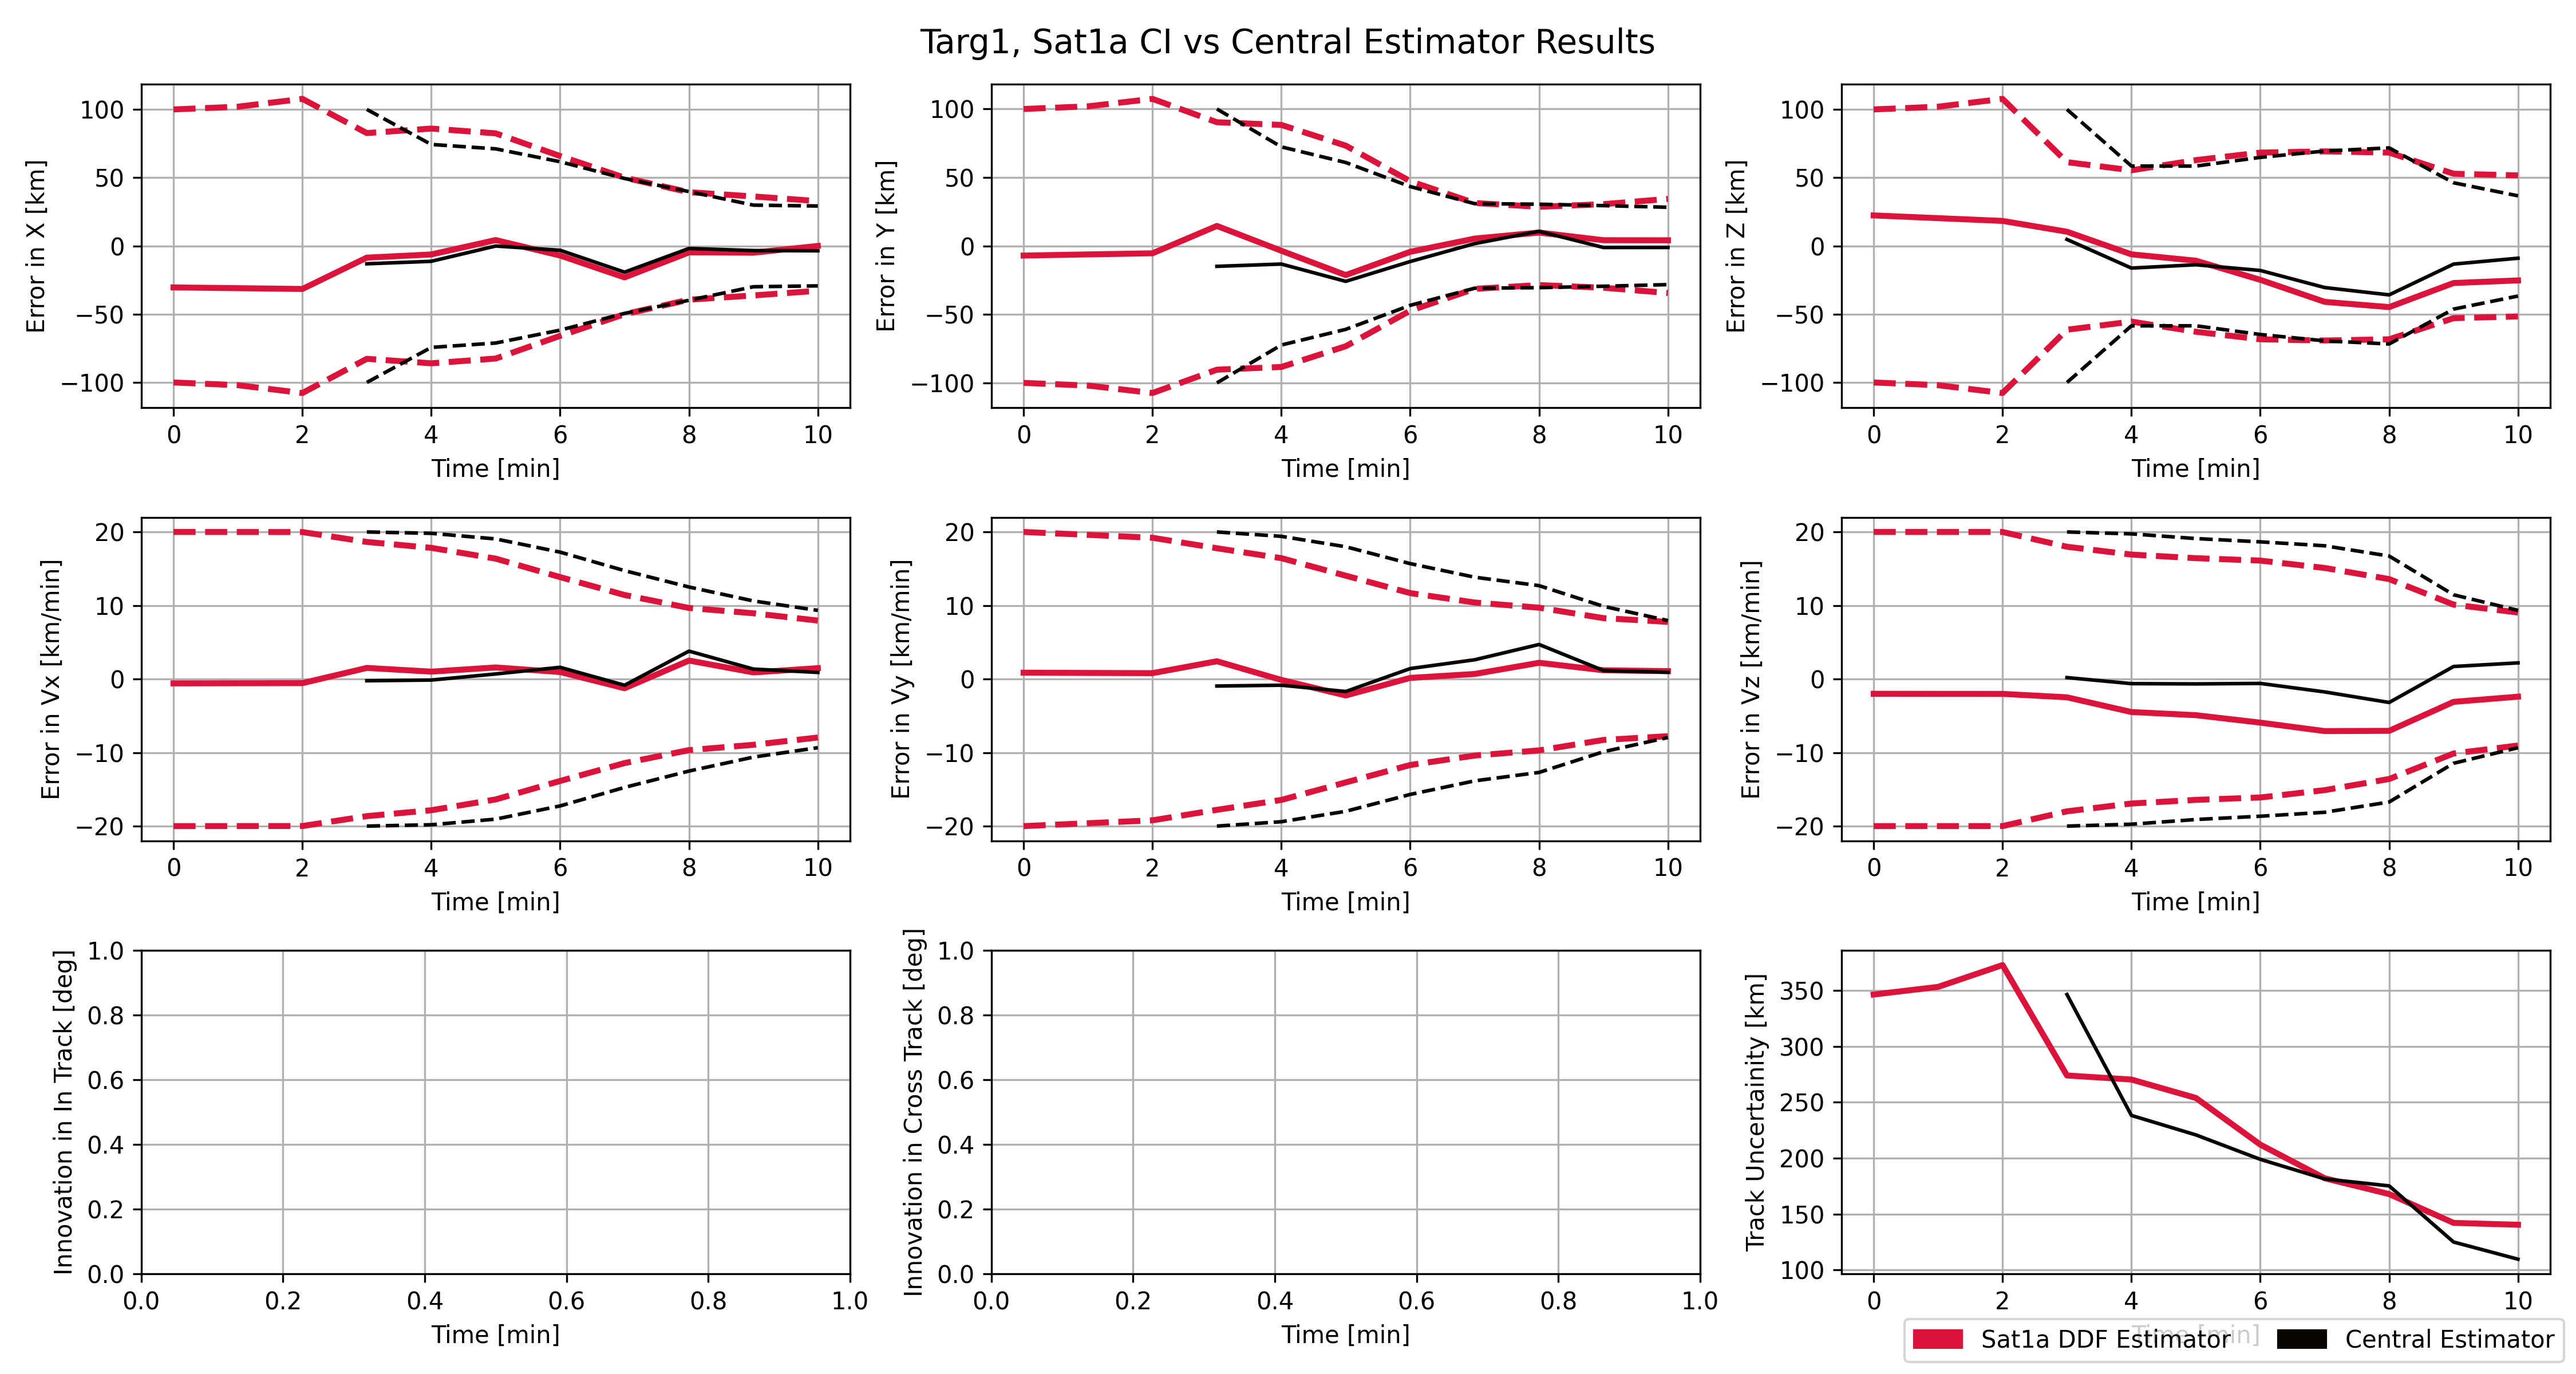 Targ1, Sat1a CI vs Central Estimator Results
Error in X [km]
100
50
0
−50
−100
0 2 4 6 8 10
Time [min]
Error in Y [km]
100
50
0
−50
−100
0 2 4 6 8 10
Time [min]
Error in Z [km]
100
50
0
−50
−100
0 2 4 6 8 10
Time [min]
Error in Vx [km/min]
20
10
0
−10
−20
0 2 4 6 8 10
Time [min]
Error in Vy [km/min]
20
10
0
−10
−20
0 2 4 6 8 10
Time [min]
Error in Vz [km/min]
20
10
0
−10
−20
0 2 4 6 8 10
Time [min]
Innovation in In Track [deg]
1.0
0.8
0.6
0.4
0.2
0.0
0.0 0.2 0.4 0.6 0.8 1.0
Time [min]
Innovation in Cross Track [deg]
1.0
0.8
0.6
0.4
0.2
0.0
0.0 0.2 0.4 0.6 0.8 1.0
Time [min]
Track Uncertainity [km]
350
300
250
200
150
100
0 2 4 6 8 10
Time [min]
Sat1a DDF Estimator
Central Estimator